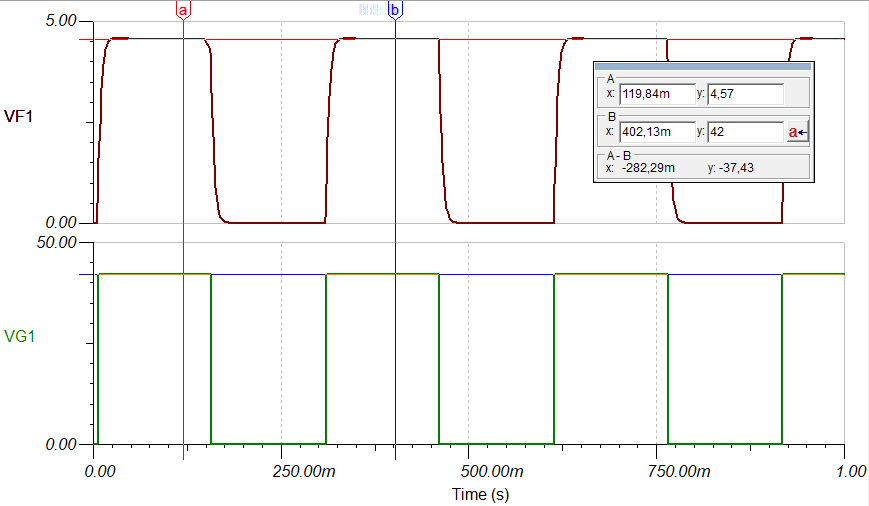 a b
5.00
VF1
0.00
A
x: 119,84m y: 4,57
B
x: 402,13m y: 42 a
A - B
x: -282,29m y: -37,43
50.00
VG1
0.00
0.00 250.00m 500.00m 750.00m 1.00
Time (s)